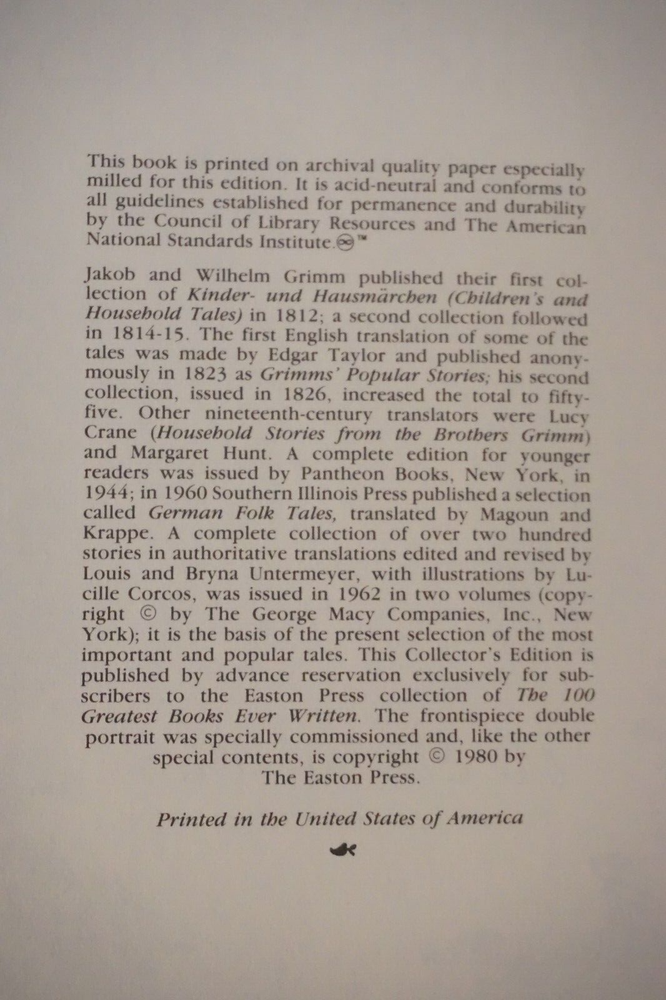 This book is printed on archival quality paper especially
milled for this edition. It is acid-neutral and conforms to
all guidelines established for permanence and durability
by the Council of Library Resources and The American
National Standards Institute.♾™
Jakob and Wilhelm Grimm published their first col-
lection of Kinder- und Hausmärchen (Children's and
Household Tales) in 1812; a second collection followed
in 1814-15. The first English translation of some of the
tales was made by Edgar Taylor and published anony-
mously in 1823 as Grimms' Popular Stories; his second
collection, issued in 1826, increased the total to fifty-
five. Other nineteenth-century translators were Lucy
Crane (Household Stories from the Brothers Grimm)
and Margaret Hunt. A complete edition for younger
readers was issued by Pantheon Books, New York, in
1944; in 1960 Southern Illinois Press published a selection
called German Folk Tales, translated by Magoun and
Krappe. A complete collection of over two hundred
stories in authoritative translations edited and revised by
Louis and Bryna Untermeyer, with illustrations by Lu-
cille Corcos, was issued in 1962 in two volumes (copy-
right © by The George Macy Companies, Inc., New
York); it is the basis of the present selection of the most
important and popular tales. This Collector's Edition is
published by advance reservation exclusively for sub-
scribers to the Easton Press collection of The 100
Greatest Books Ever Written. The frontispiece double
portrait was specially commissioned and, like the other
special contents, is copyright © 1980 by
The Easton Press.
Printed in the United States of America